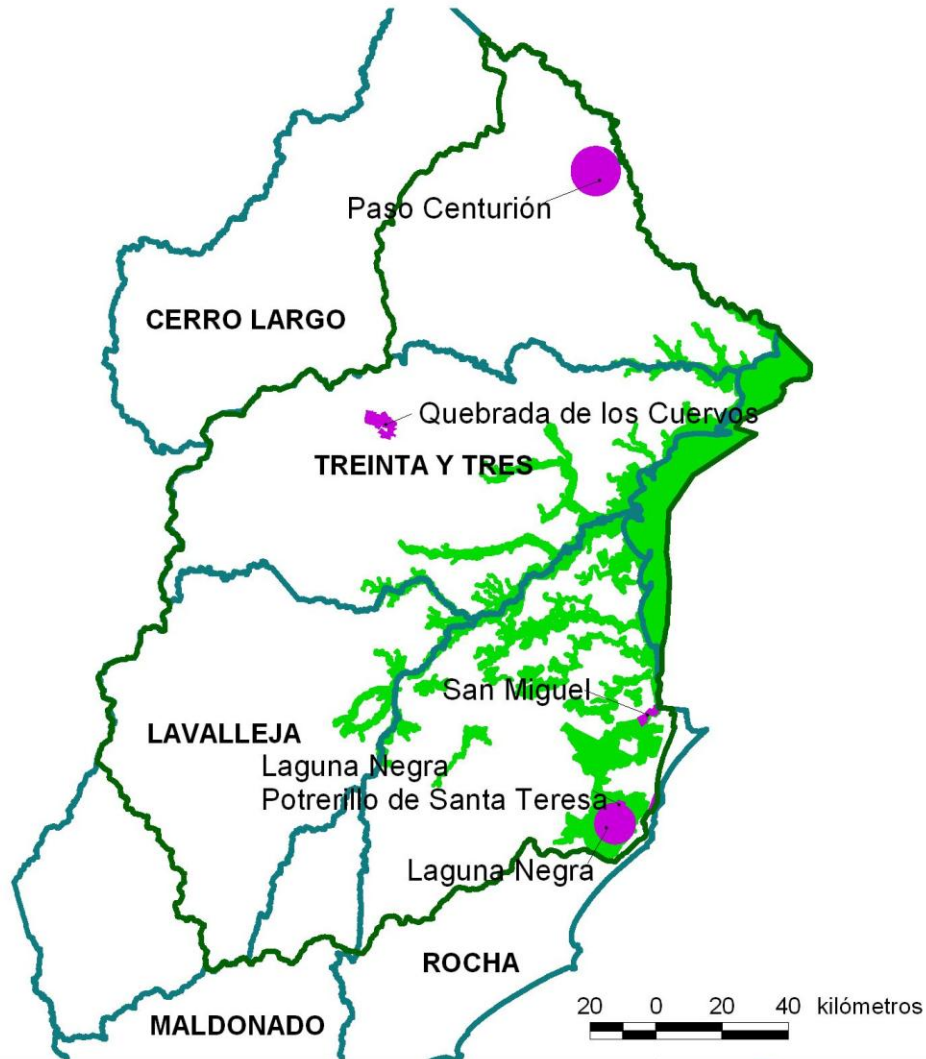 Paso Centurión
CERRO LARGO
Quebrada de los Cuervos
TREINTA Y TRES
San Miguel
LAVALLEJA
Laguna Negra
Potrerillo de Santa Teresa
Laguna Negra
ROCHA
MALDONADO
20 0 20 40 kilómetros